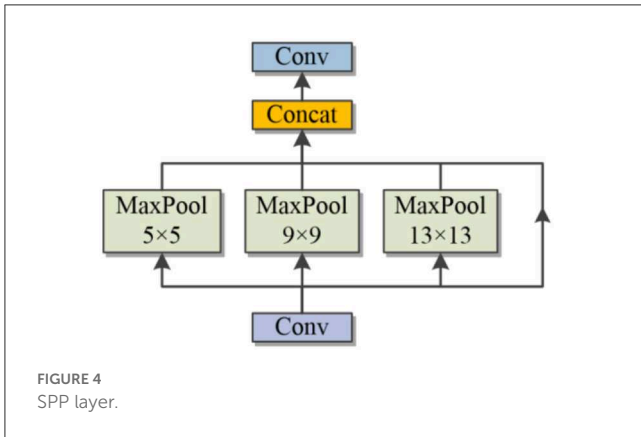 Conv
Concat
MaxPool
5×5
MaxPool
9×9
MaxPool
13×13
Conv
FIGURE 4
SPP layer.